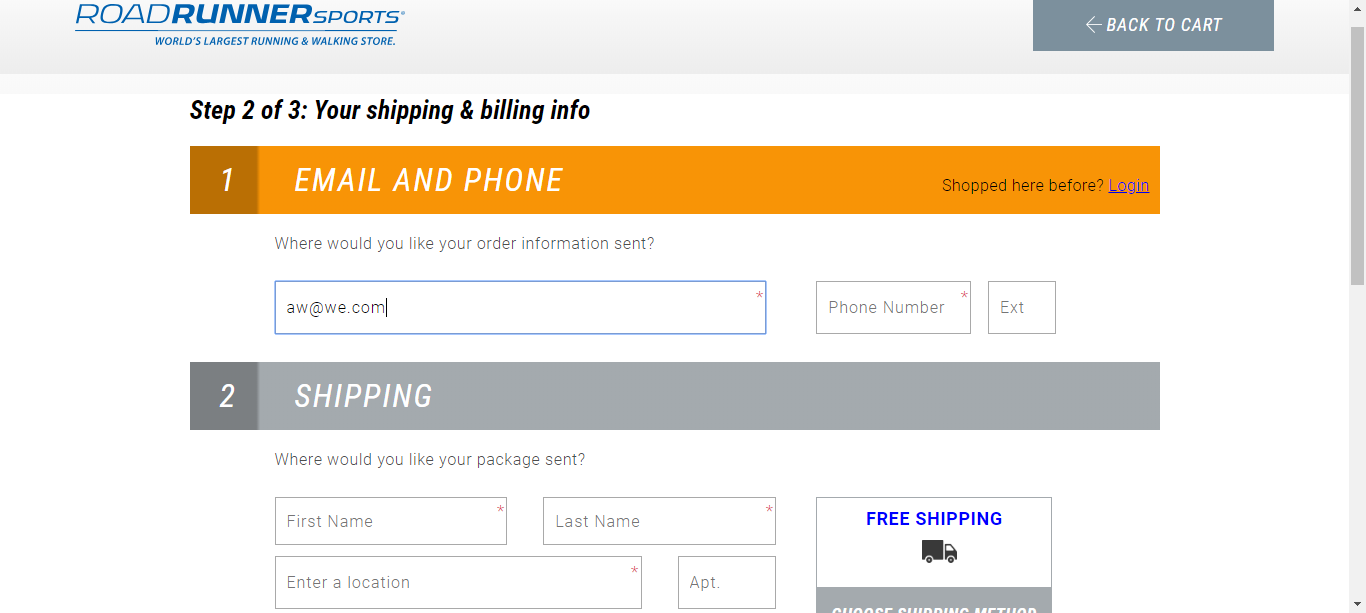 ROADRUNNERSPORTS®
WORLD'S LARGEST RUNNING & WALKING STORE.
BACK TO CART
Step 2 of 3: Your shipping & billing info
1 EMAIL AND PHONE
Shopped here before? Login
Where would you like your order information sent?
aw@we.com * Phone Number * Ext
2 SHIPPING
Where would you like your package sent?
First Name * Last Name *
FREE SHIPPING
Enter a location * Apt.
CHOOSE SHIPPING METHOD